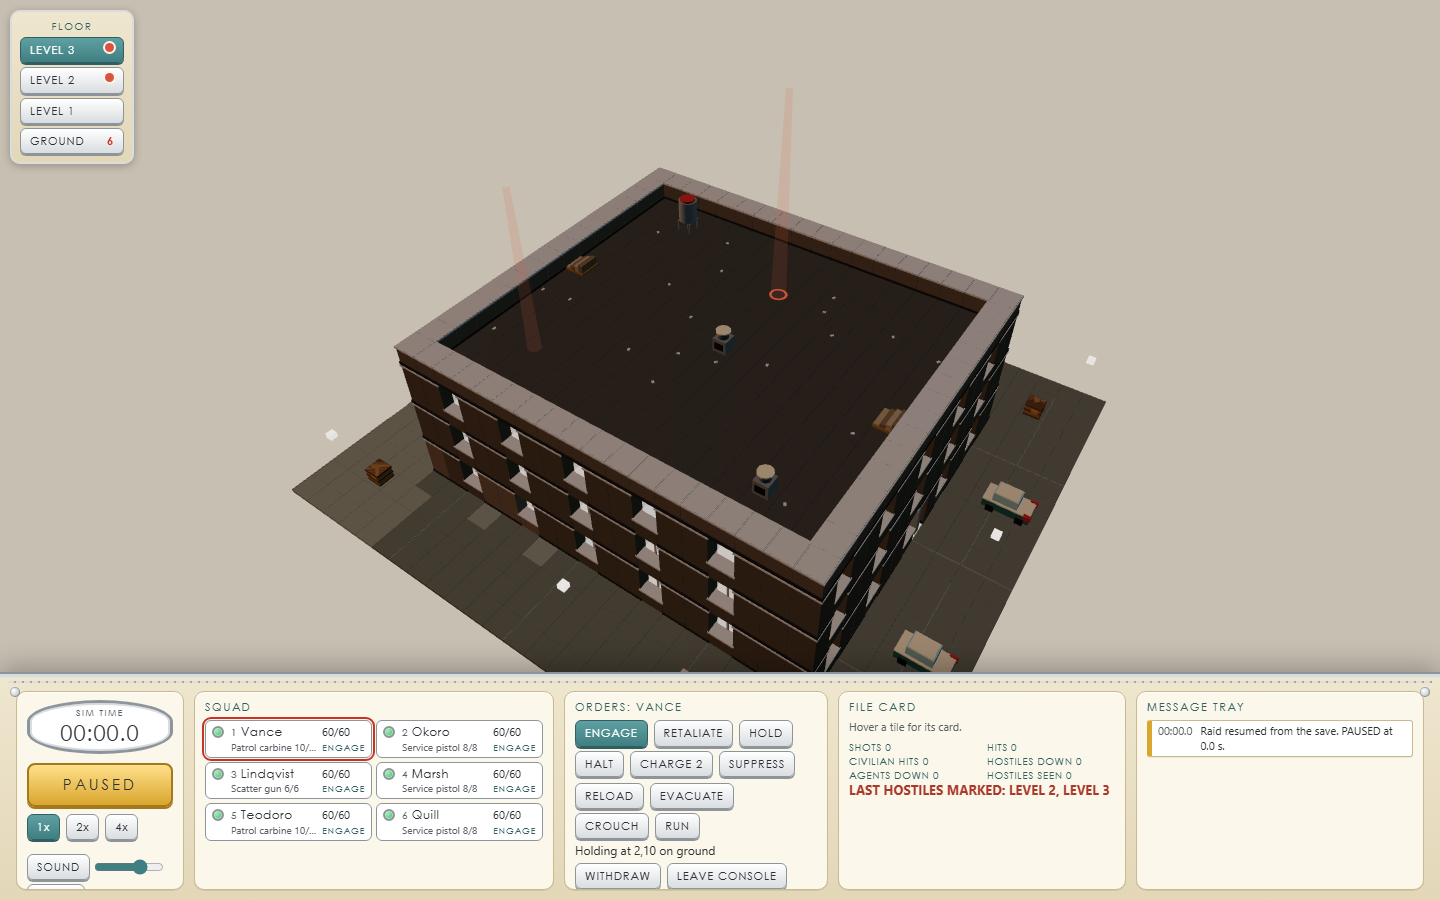 FLOOR
LEVEL 3
LEVEL 2
LEVEL 1
GROUND 6
SIM TIME
00:00.0
PAUSED
1x 2x 4x
SOUND
SQUAD
1 Vance 60/60
Patrol carbine 10/... ENGAGE
2 Okoro 60/60
Service pistol 8/8 ENGAGE
3 Lindqvist 60/60
Scatter gun 6/6 ENGAGE
4 Marsh 60/60
Service pistol 8/8 ENGAGE
5 Teodoro 60/60
Patrol carbine 10/... ENGAGE
6 Quill 60/60
Service pistol 8/8 ENGAGE
ORDERS: VANCE
ENGAGE RETALIATE HOLD
HALT CHARGE 2 SUPPRESS
RELOAD EVACUATE
CROUCH RUN
Holding at 2,10 on ground
WITHDRAW LEAVE CONSOLE
FILE CARD
Hover a tile for its card.
SHOTS 0 HITS 0
CIVILIAN HITS 0 HOSTILES DOWN 0
AGENTS DOWN 0 HOSTILES SEEN 0
LAST HOSTILES MARKED: LEVEL 2, LEVEL 3
MESSAGE TRAY
00:00.0 Raid resumed from the save. PAUSED at
0.0 s.